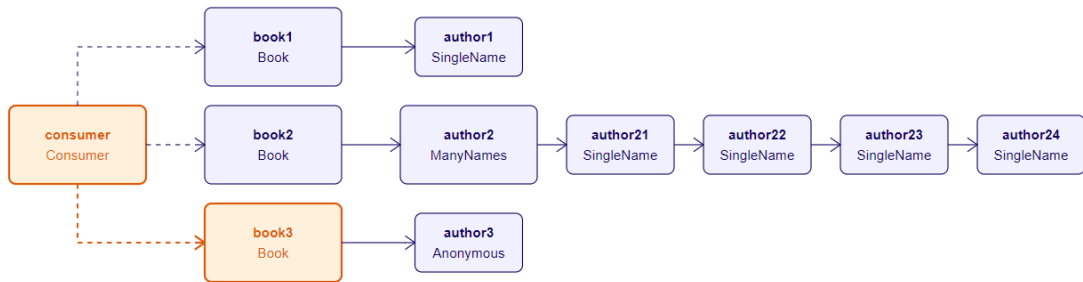 book1
Book
author1
SingleName
consumer
Consumer
book2
Book
author2
ManyNames
author21
SingleName
author22
SingleName
author23
SingleName
author24
SingleName
book3
Book
author3
Anonymous